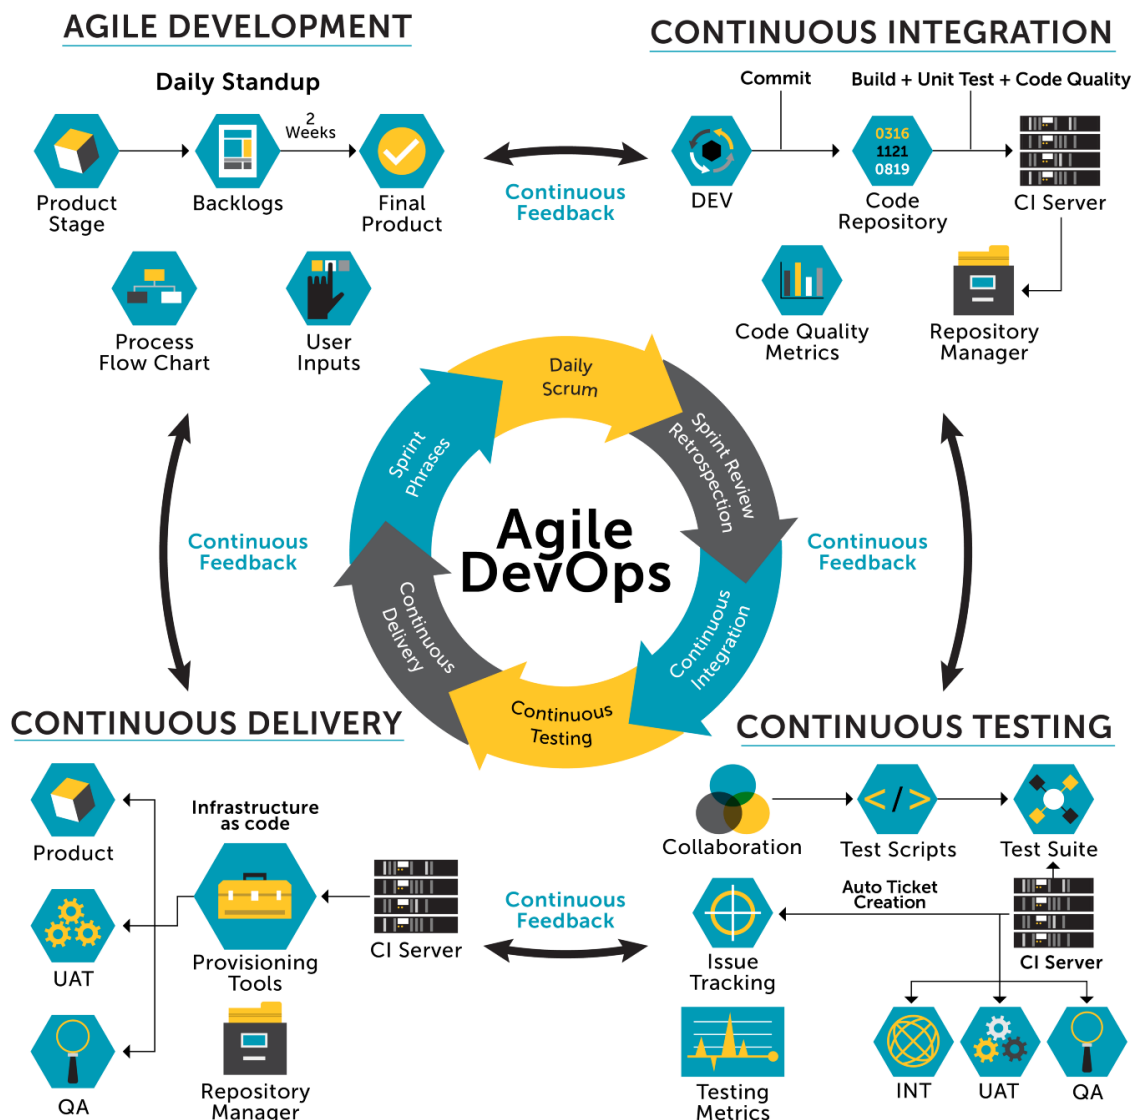 AGILE DEVELOPMENT
Daily Standup
2
Weeks
Product
Stage
Backlogs
Final
Product
Process
Flow Chart
User
Inputs
Continuous
Feedback
CONTINUOUS INTEGRATION
Commit
Build + Unit Test + Code Quality
0316
1121
0819
DEV
Code
Repository
CI Server
Code Quality
Metrics
Repository
Manager
Daily
Scrum
Sprint Review
Retrospection
Continuous
Integration
Continuous
Testing
Continuous
Delivery
Sprint
Phrases
Agile
DevOps
Continuous
Feedback
Continuous
Feedback
CONTINUOUS DELIVERY
Product
Infrastructure
as code
UAT
Provisioning
Tools
CI Server
QA
Repository
Manager
Continuous
Feedback
CONTINUOUS TESTING
Collaboration
</>
Test Scripts
Test Suite
Auto Ticket
Creation
Issue
Tracking
CI Server
Testing
Metrics
INT
UAT
QA